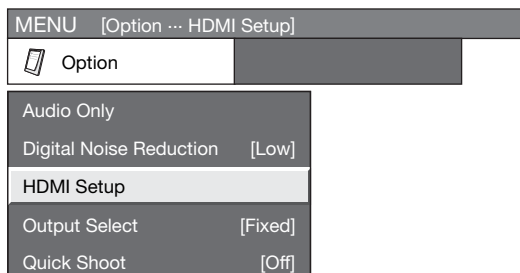 MENU [Option ··· HDMI Setup]
Option
Audio Only
Digital Noise Reduction [Low]
HDMI Setup
Output Select [Fixed]
Quick Shoot [Off]